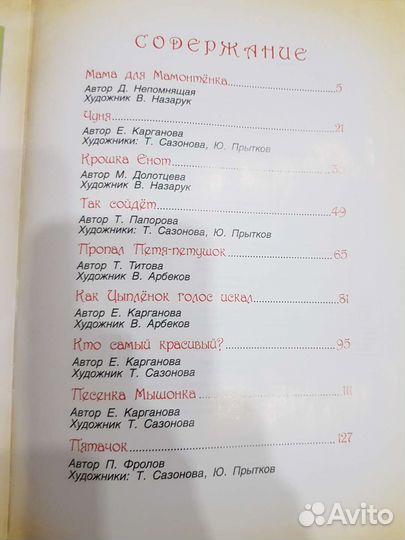 СОДЕРЖАНИЕ
Мама для Мамонтёнка 5
Автор Д. Непомнящая
Художник В. Назарук
Чуня 21
Автор Е. Карганова
Художники: Т. Сазонова, Ю. Прытков
Крошка Енот
Автор М. Долотцева
Художник В. Назарук
Так сойдёт 49
Автор Т. Папорова
Художники: Т. Сазонова, Ю. Прытков
Пропал Петя-петушок 65
Автор Т. Титова
Художник В. Арбеков
Как Цыплёнок голос искал 81
Автор Е. Карганова
Художник В. Арбеков
Кто самый красивый? 95
Автор Е. Карганова
Художник Т. Сазонова
Песенка Мышонка 111
Автор Е. Карганова
Художник Т. Сазонова
Пятачок 127
Автор П. Фролов
Художники: Т. Сазонова, Ю. Прытков
Avito